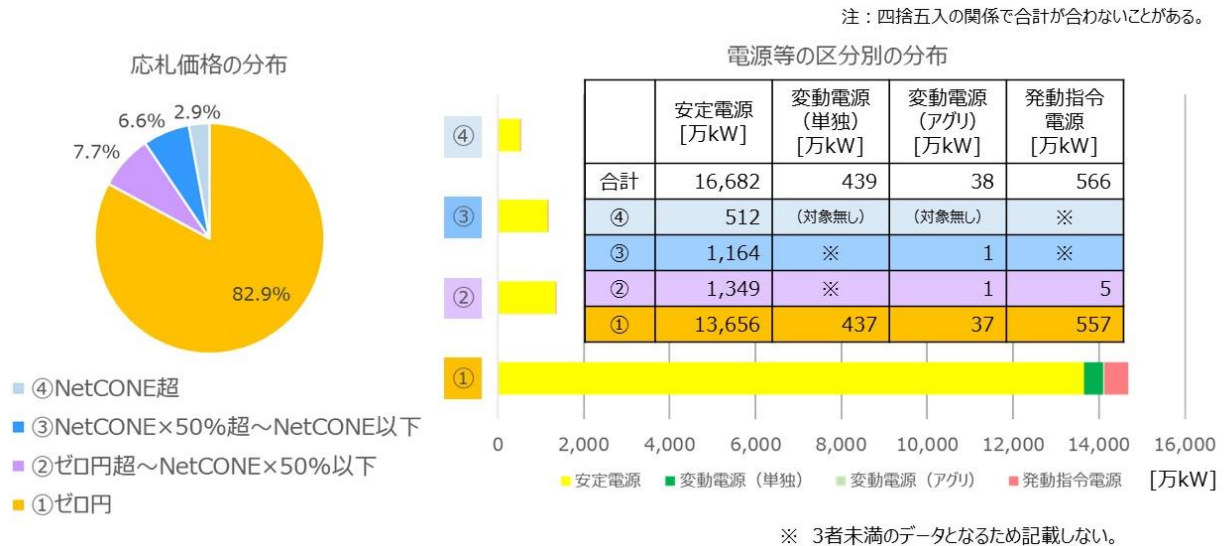 注：四捨五入の関係で合計が合わないことがある。
応札価格の分布
2.9%
6.6%
7.7%
82.9%
④NetCONE超
③NetCONE×50%超～NetCONE以下
②ゼロ円超～NetCONE×50%以下
①ゼロ円
電源等の区分別の分布
安定電源 [万kW] 変動電源（単独） [万kW] 変動電源（アグリ） [万kW] 発動指令電源 [万kW]
合計 16,682 439 38 566
④ 512 （対象無し） （対象無し） ※
③ 1,164 ※ 1 ※
② 1,349 ※ 1 5
① 13,656 437 37 557
④
③
②
①
0 2,000 4,000 6,000 8,000 10,000 12,000 14,000 16,000
安定電源 変動電源（単独） 変動電源（アグリ） 発動指令電源 [万kW]
※ 3者未満のデータとなるため記載しない。